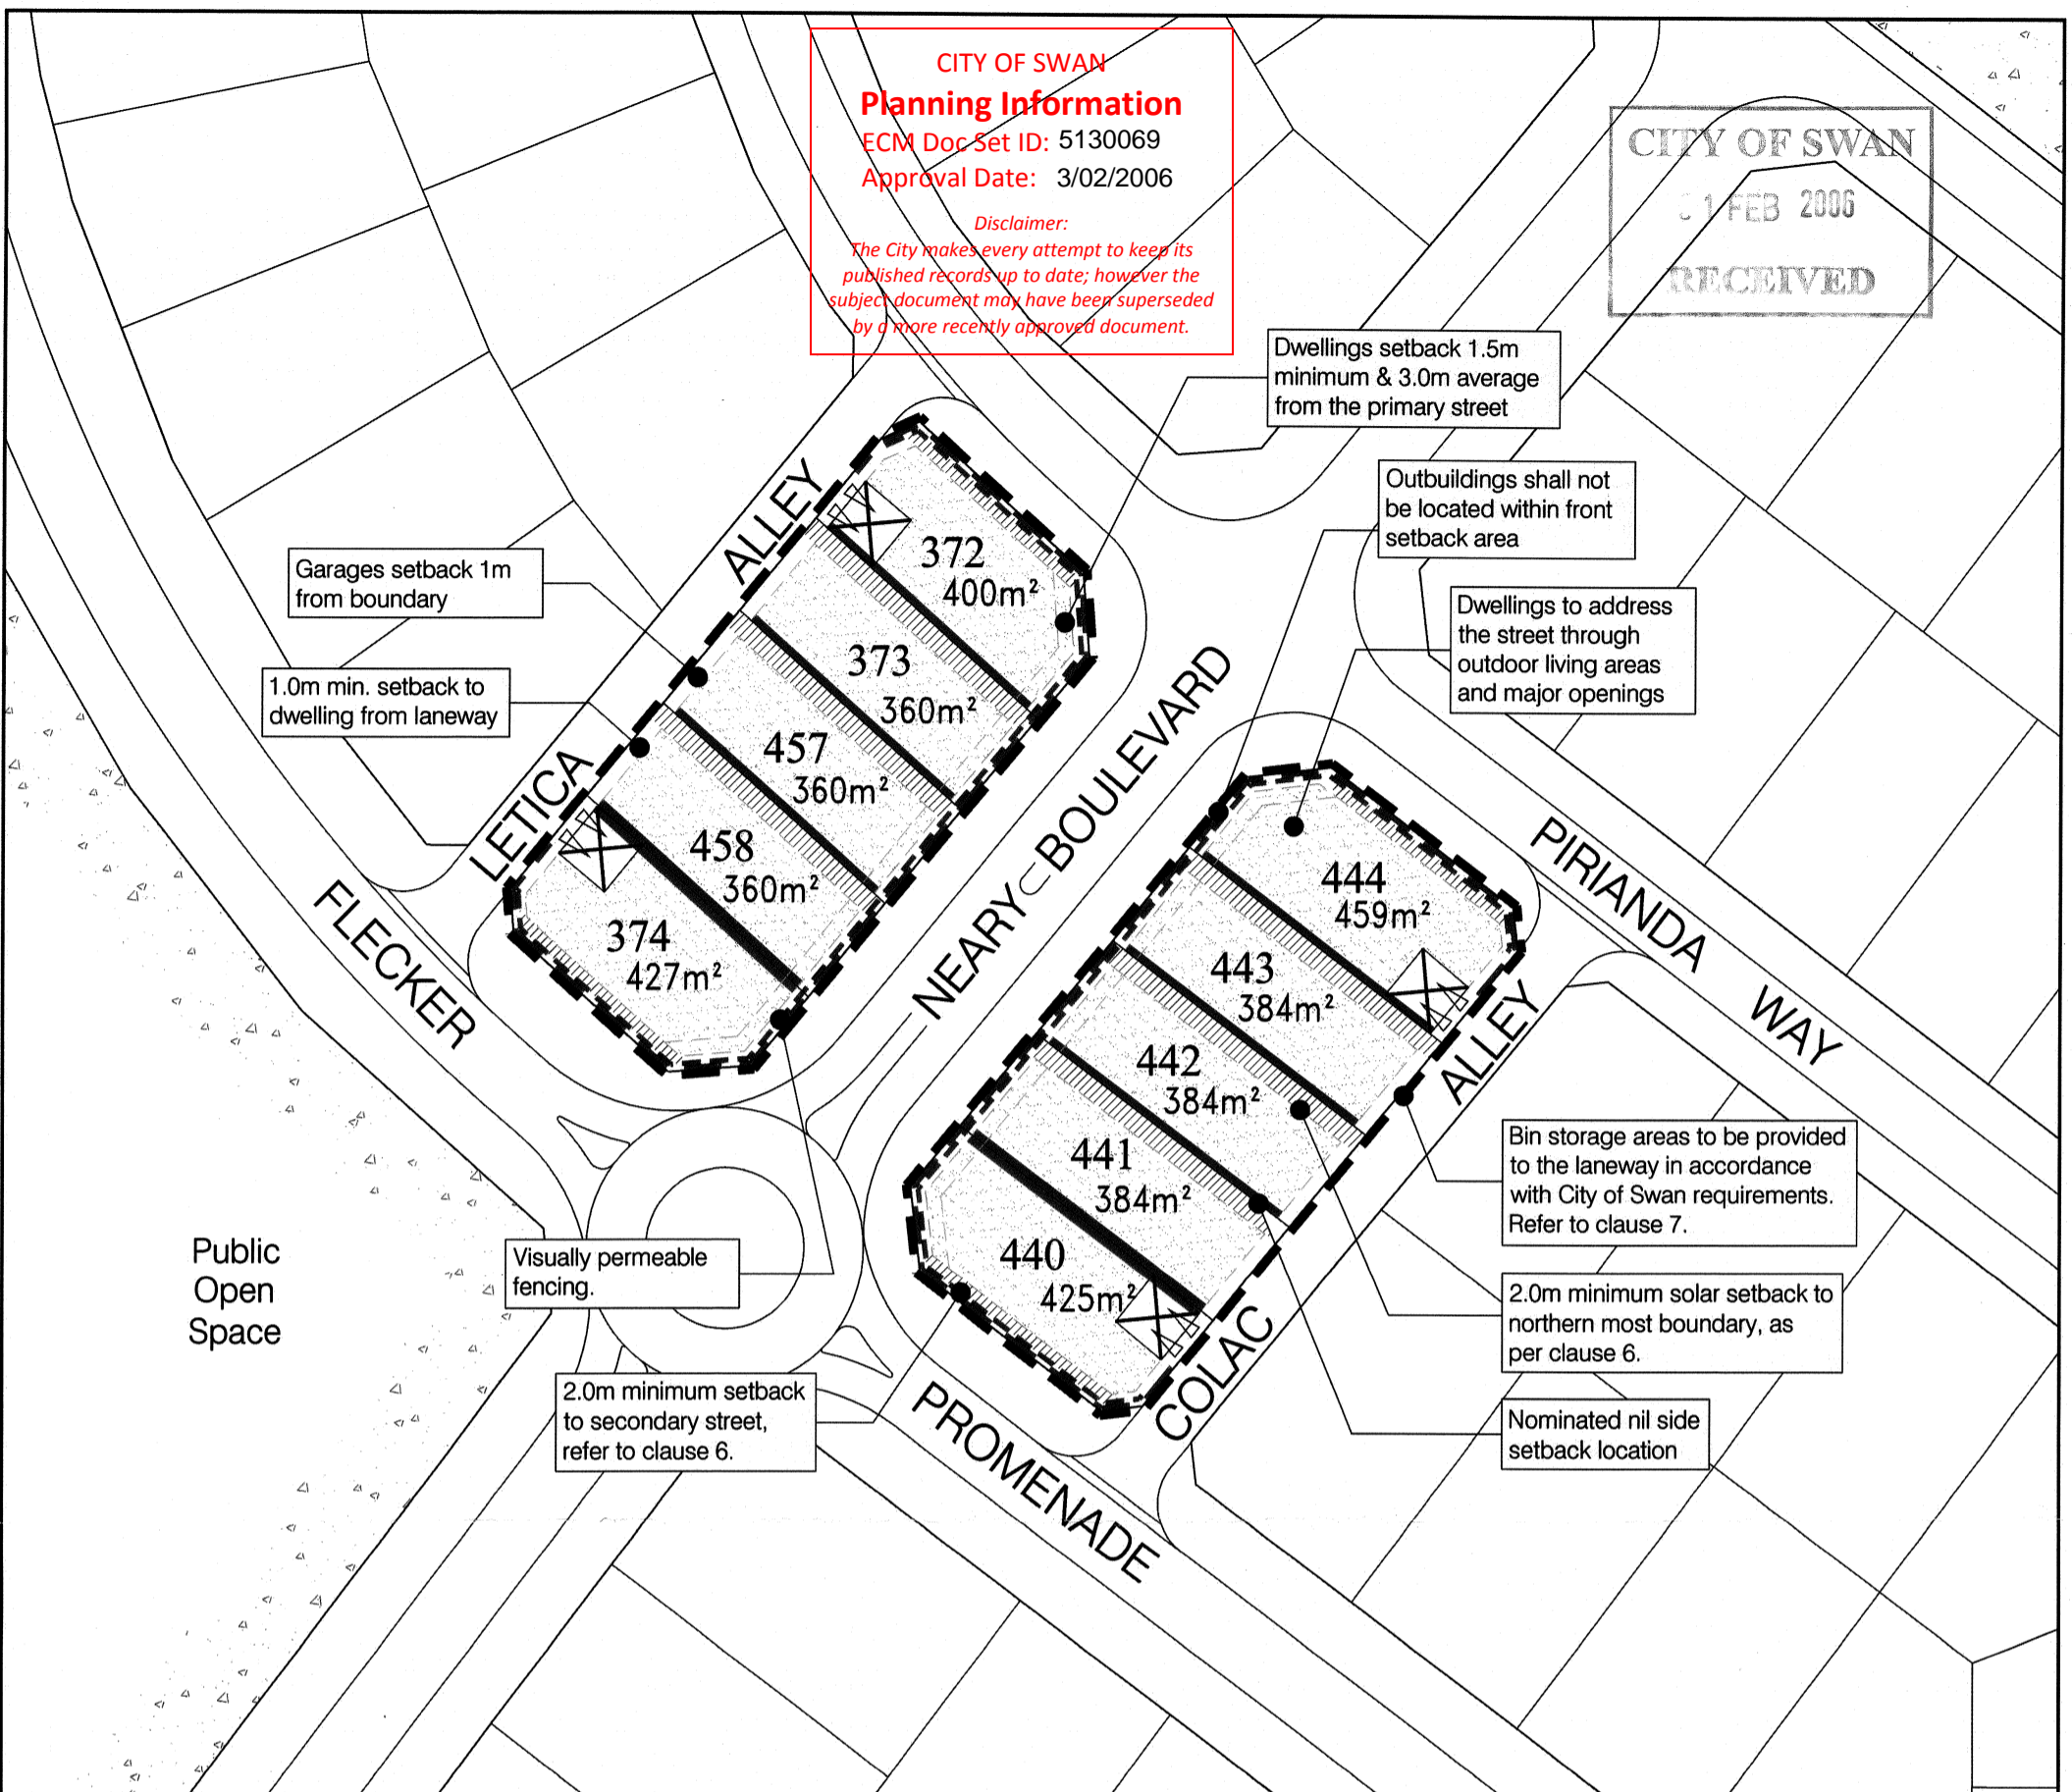 CITY OF SWAN
Planning Information
ECM Doc Set ID: 5130069
Approval Date: 3/02/2006
Disclaimer:
The City makes every attempt to keep its
published records up to date; however the
subject document may have been superseded
by a more recently approved document.
CITY OF SWAN
1 FEB 2006
RECEIVED
Dwellings setback 1.5m
minimum & 3.0m average
from the primary street
Outbuildings shall not
be located within front
setback area
Dwellings to address
the street through
outdoor living areas
and major openings
Garages setback 1m
from boundary
1.0m min. setback to
dwelling from laneway
LETICA ALLEY
372
400m²
373
360m²
457
360m²
458
360m²
374
427m²
NEARY BOULEVARD
FLECKER PROMENADE
PIRIANDA WAY
444
459m²
443
384m²
442
384m²
441
384m²
440
425m²
COLAC ALLEY
Bin storage areas to be provided
to the laneway in accordance
with City of Swan requirements.
Refer to clause 7.
2.0m minimum solar setback to
northern most boundary, as
per clause 6.
Nominated nil side
setback location
Visually permeable
fencing.
2.0m minimum setback
to secondary street,
refer to clause 6.
Public
Open
Space